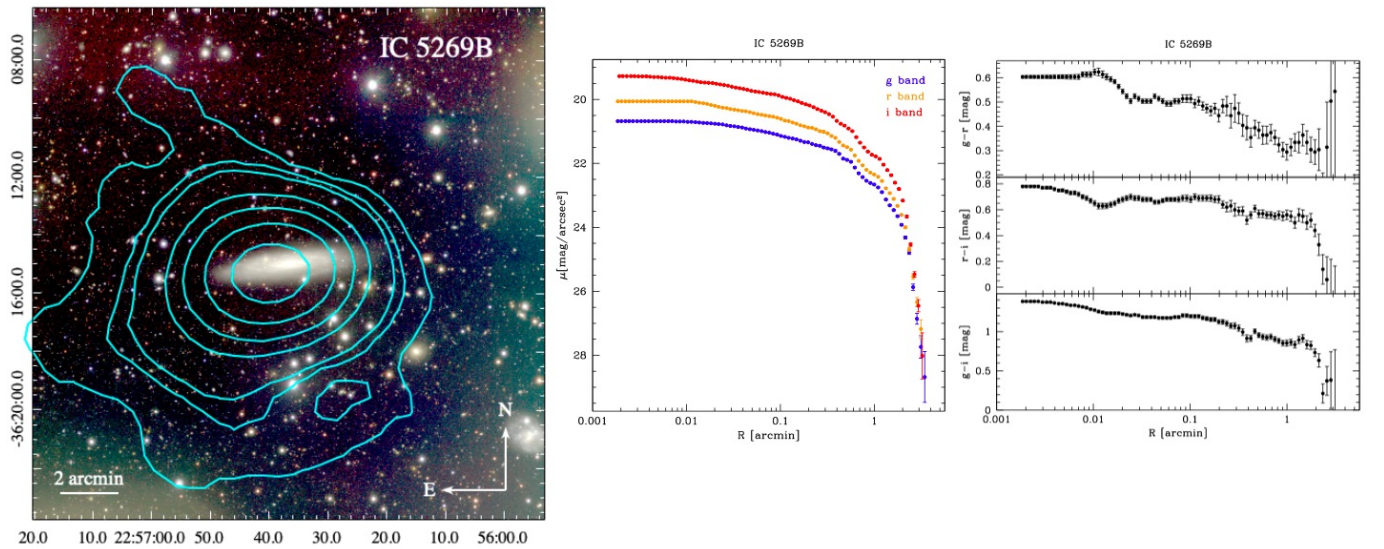 IC 5269B
08:00.0
12:00.0
16:00.0
-36:20:00.0
2 arcmin
N
E
20.0 10.0 22:57:00.0 50.0 40.0 30.0 20.0 10.0 56:00.0
IC 5269B
g band
r band
i band
20
22
24
26
28
μ[mag/arcsec²]
0.001 0.01 0.1 1
R [arcmin]
IC 5269B
0.6
0.5
0.4
0.3
0.2
g-r [mag]
0.8
0.6
0.4
0.2
0
r-i [mag]
1
0.5
0
g-i [mag]
0.001 0.01 0.1 1
R [arcmin]